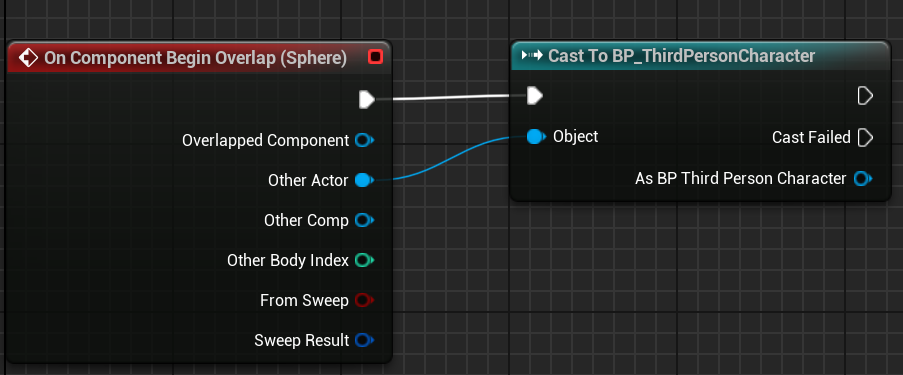 On Component Begin Overlap (Sphere)
Overlapped Component
Other Actor
Other Comp
Other Body Index
From Sweep
Sweep Result
Cast To BP_ThirdPersonCharacter
Object
Cast Failed
As BP Third Person Character